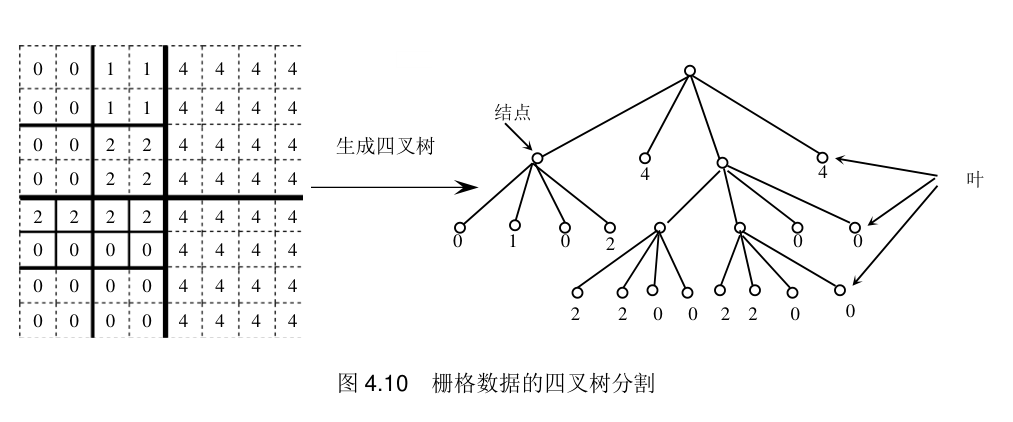 0 0 1 1 4 4 4 4
0 0 1 1 4 4 4 4
0 0 2 2 4 4 4 4
0 0 2 2 4 4 4 4
2 2 2 2 4 4 4 4
0 0 0 0 4 4 4 4
0 0 0 0 4 4 4 4
0 0 0 0 4 4 4 4
生成四叉树
结点
4 4
叶
0 1 0 2 0 0
2 2 0 0 2 2 0 0
图 4.10 栅格数据的四叉树分割